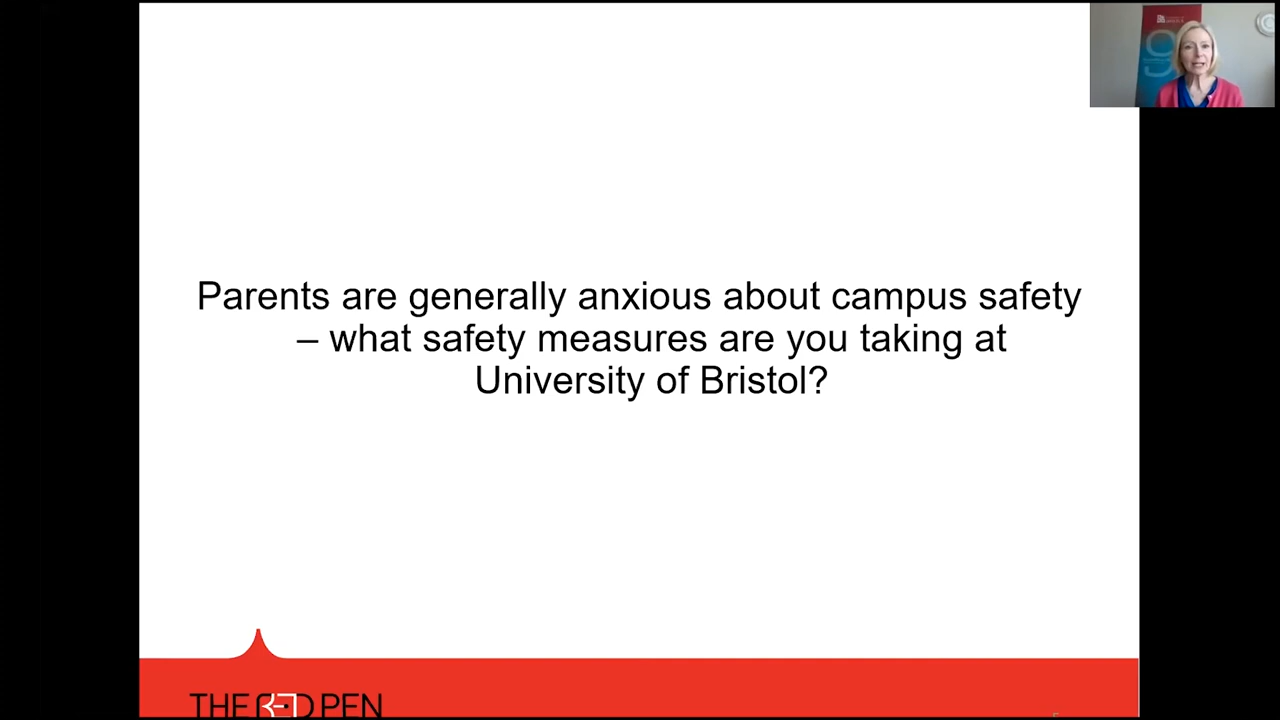 Parents are generally anxious about campus safety
– what safety measures are you taking at
University of Bristol?
THE RED PEN